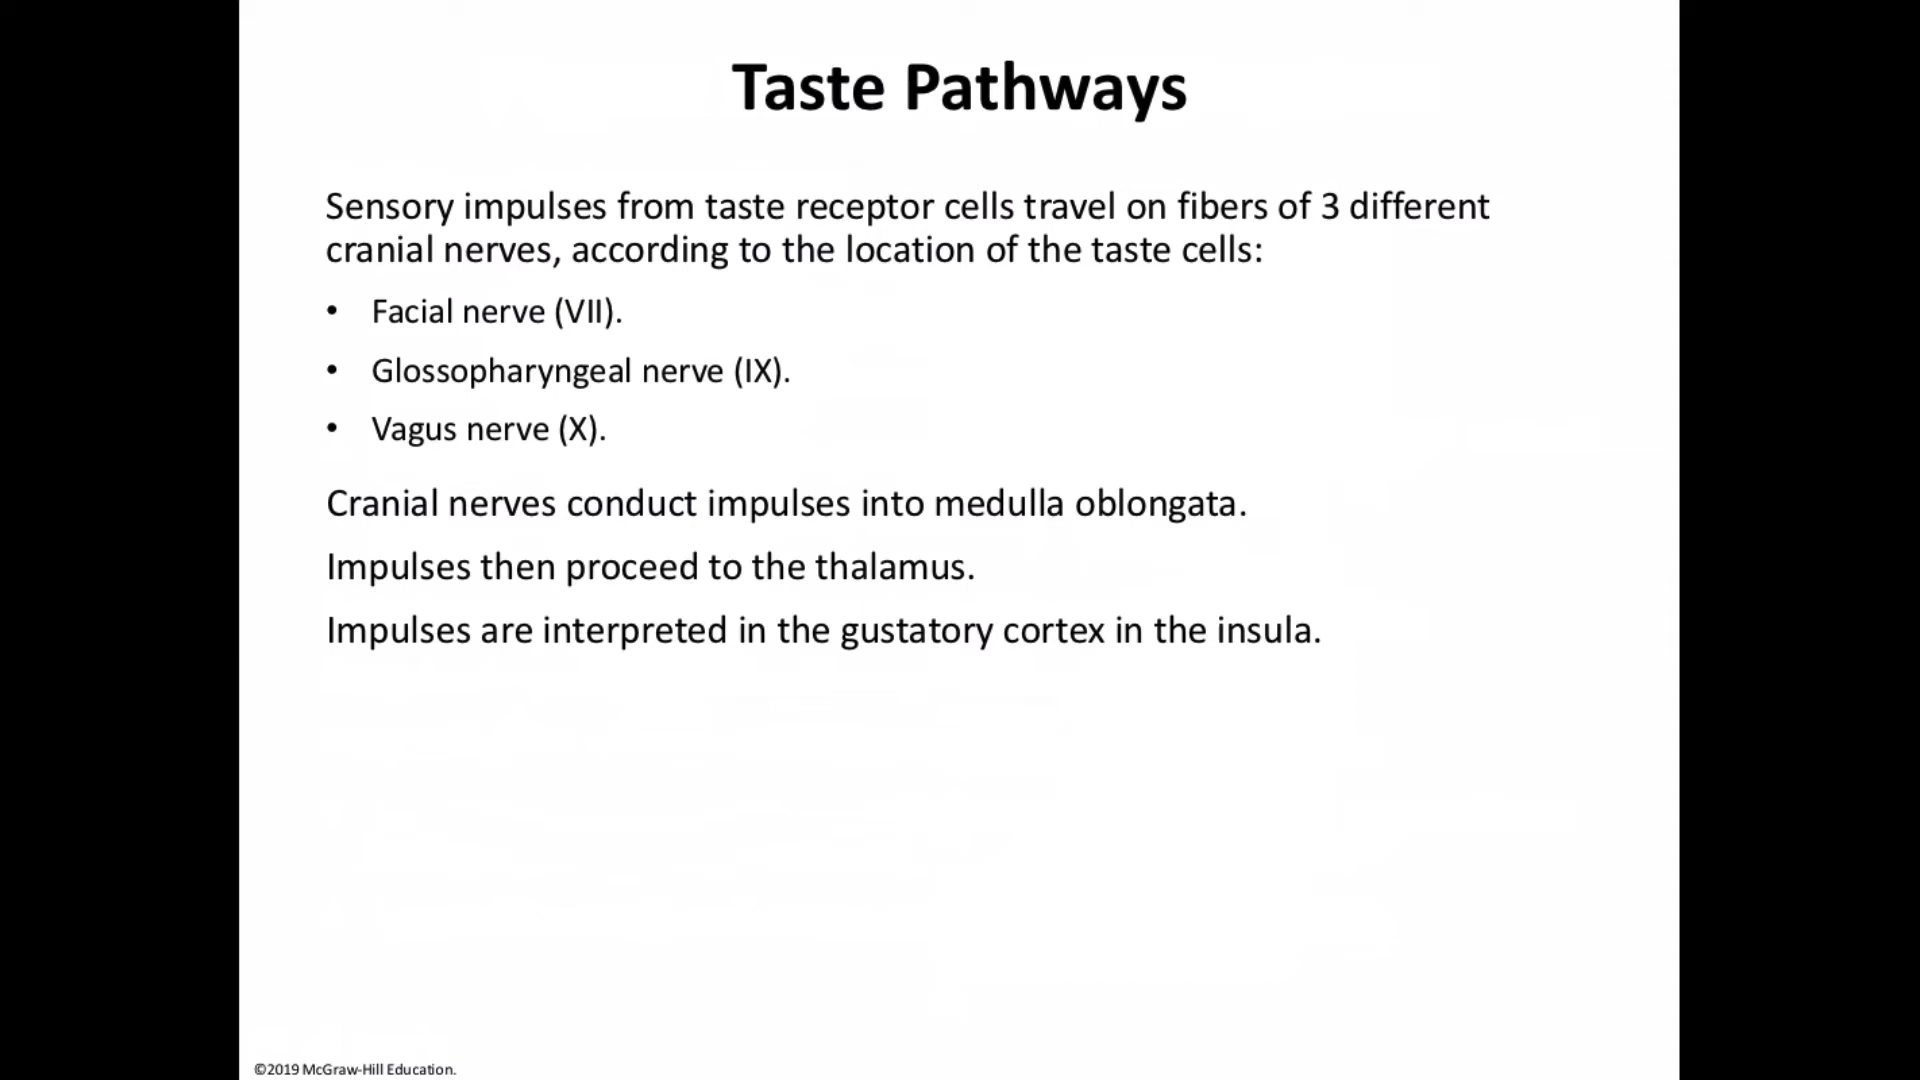 Taste Pathways
Sensory impulses from taste receptor cells travel on fibers of 3 different
cranial nerves, according to the location of the taste cells:
• Facial nerve (VII).
• Glossopharyngeal nerve (IX).
• Vagus nerve (X).
Cranial nerves conduct impulses into medulla oblongata.
Impulses then proceed to the thalamus.
Impulses are interpreted in the gustatory cortex in the insula.
©2019 McGraw-Hill Education.